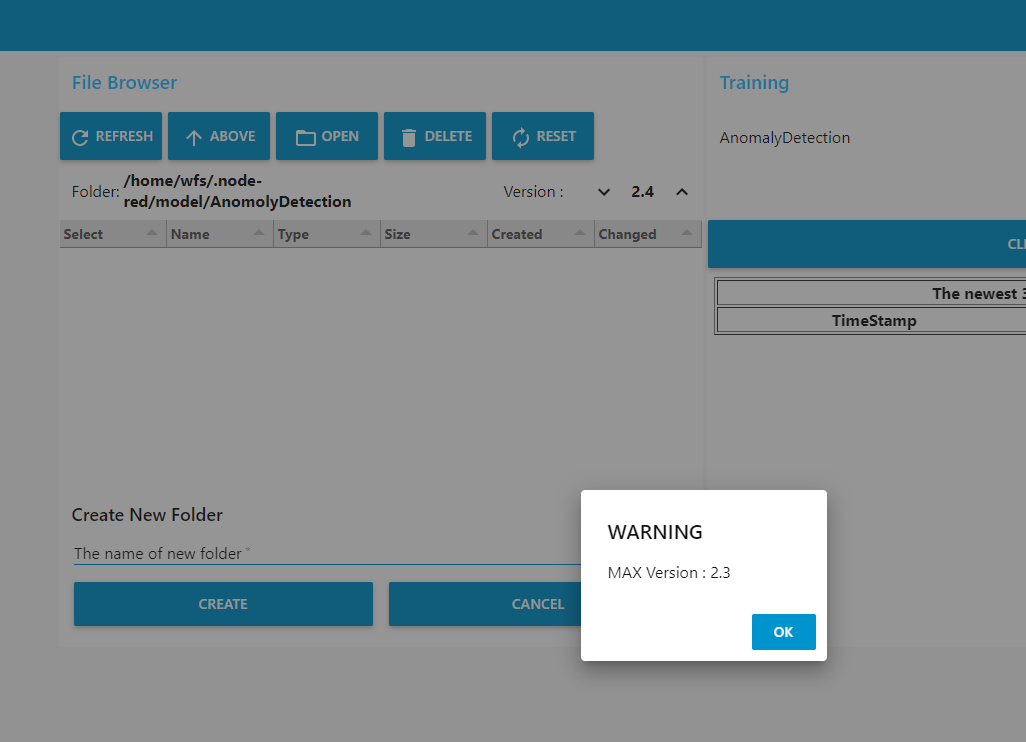 File Browser
REFRESH ABOVE OPEN DELETE RESET
Folder: /home/wfs/.node-
red/model/AnomolyDetection
Version : 2.4
Select Name Type Size Created Changed
Create New Folder
The name of new folder *
CREATE CANCEL
Training
AnomalyDetection
CL
The newest 3
TimeStamp
WARNING
MAX Version : 2.3
OK